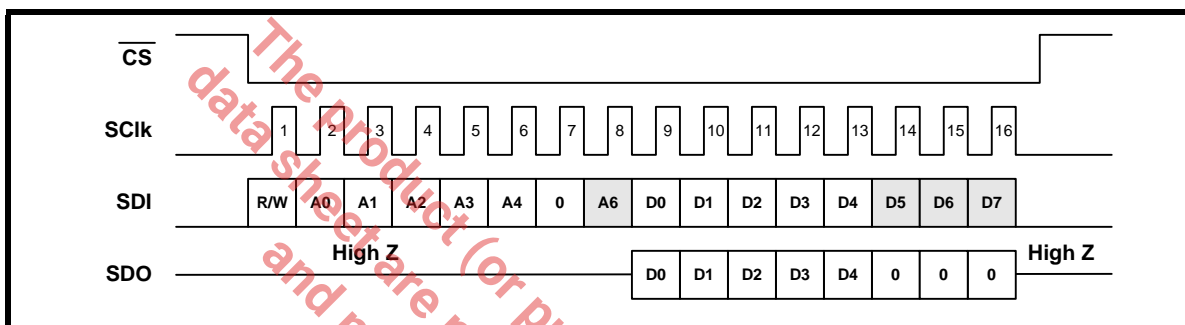 CS
SClk
1 2 3 4 5 6 7 8 9 10 11 12 13 14 15 16
SDI
R/W A0 A1 A2 A3 A4 0 A6 D0 D1 D2 D3 D4 D5 D6 D7
High Z
High Z
SDO
D0 D1 D2 D3 D4 0 0 0
The product (or
data sheet are
and